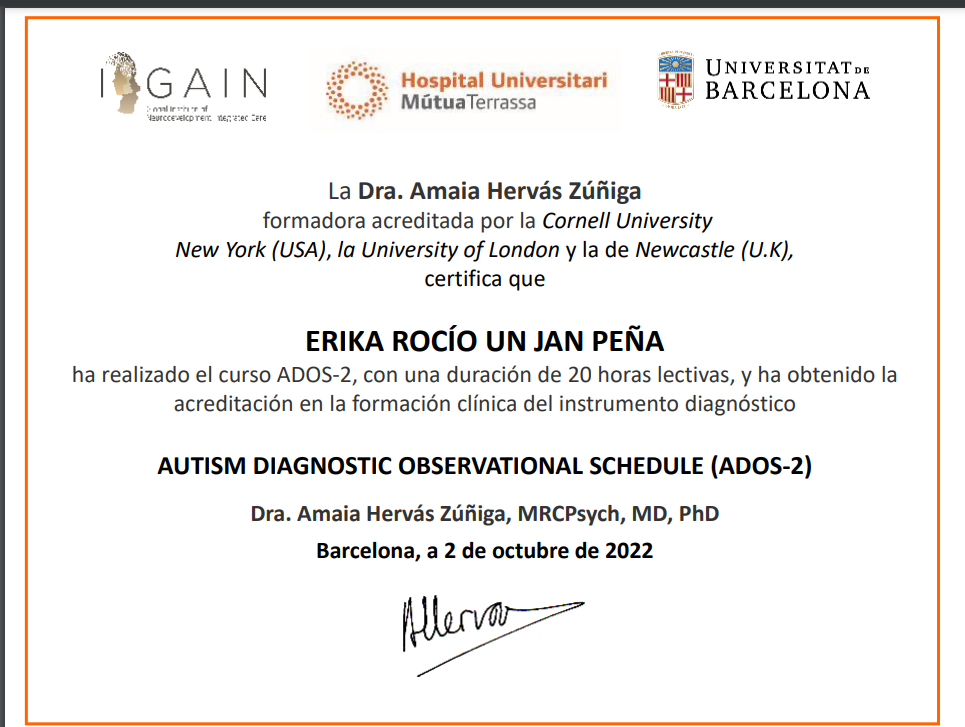 IGAIN
Global Institute of
Neurodevelopment Integrated Care
Hospital Universitari
MútuaTerrassa
UNIVERSITAT DE
BARCELONA
La Dra. Amaia Hervás Zúñiga
formadora acreditada por la Cornell University
New York (USA), la University of London y la de Newcastle (U.K),
certifica que
ERIKA ROCÍO UN JAN PEÑA
ha realizado el curso ADOS-2, con una duración de 20 horas lectivas, y ha obtenido la
acreditación en la formación clínica del instrumento diagnóstico
AUTISM DIAGNOSTIC OBSERVATIONAL SCHEDULE (ADOS-2)
Dra. Amaia Hervás Zúñiga, MRCPsych, MD, PhD
Barcelona, a 2 de octubre de 2022